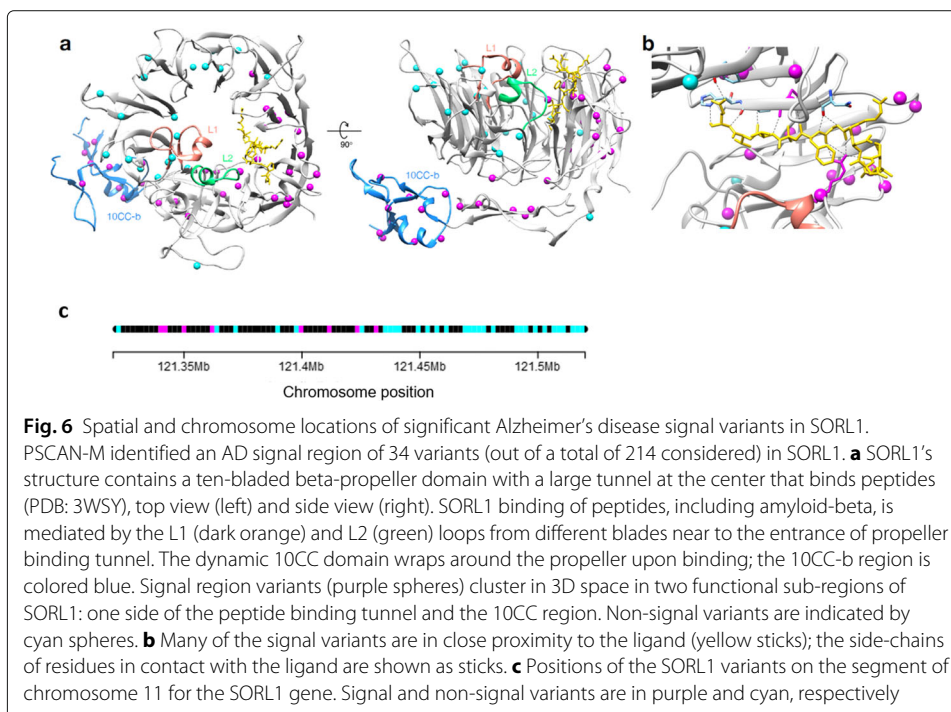 a
b
L1
L2
10CC-b
90°
L1
L2
10CC-b
c
121.35Mb 121.4Mb 121.45Mb 121.5Mb
Chromosome position
Fig. 6 Spatial and chromosome locations of significant Alzheimer's disease signal variants in SORL1.
PSCAN-M identified an AD signal region of 34 variants (out of a total of 214 considered) in SORL1. a SORL1's
structure contains a ten-bladed beta-propeller domain with a large tunnel at the center that binds peptides
(PDB: 3WSY), top view (left) and side view (right). SORL1 binding of peptides, including amyloid-beta, is
mediated by the L1 (dark orange) and L2 (green) loops from different blades near to the entrance of propeller
binding tunnel. The dynamic 10CC domain wraps around the propeller upon binding; the 10CC-b region is
colored blue. Signal region variants (purple spheres) cluster in 3D space in two functional sub-regions of
SORL1: one side of the peptide binding tunnel and the 10CC region. Non-signal variants are indicated by
cyan spheres. b Many of the signal variants are in close proximity to the ligand (yellow sticks); the side-chains
of residues in contact with the ligand are shown as sticks. c Positions of the SORL1 variants on the segment of
chromosome 11 for the SORL1 gene. Signal and non-signal variants are in purple and cyan, respectively